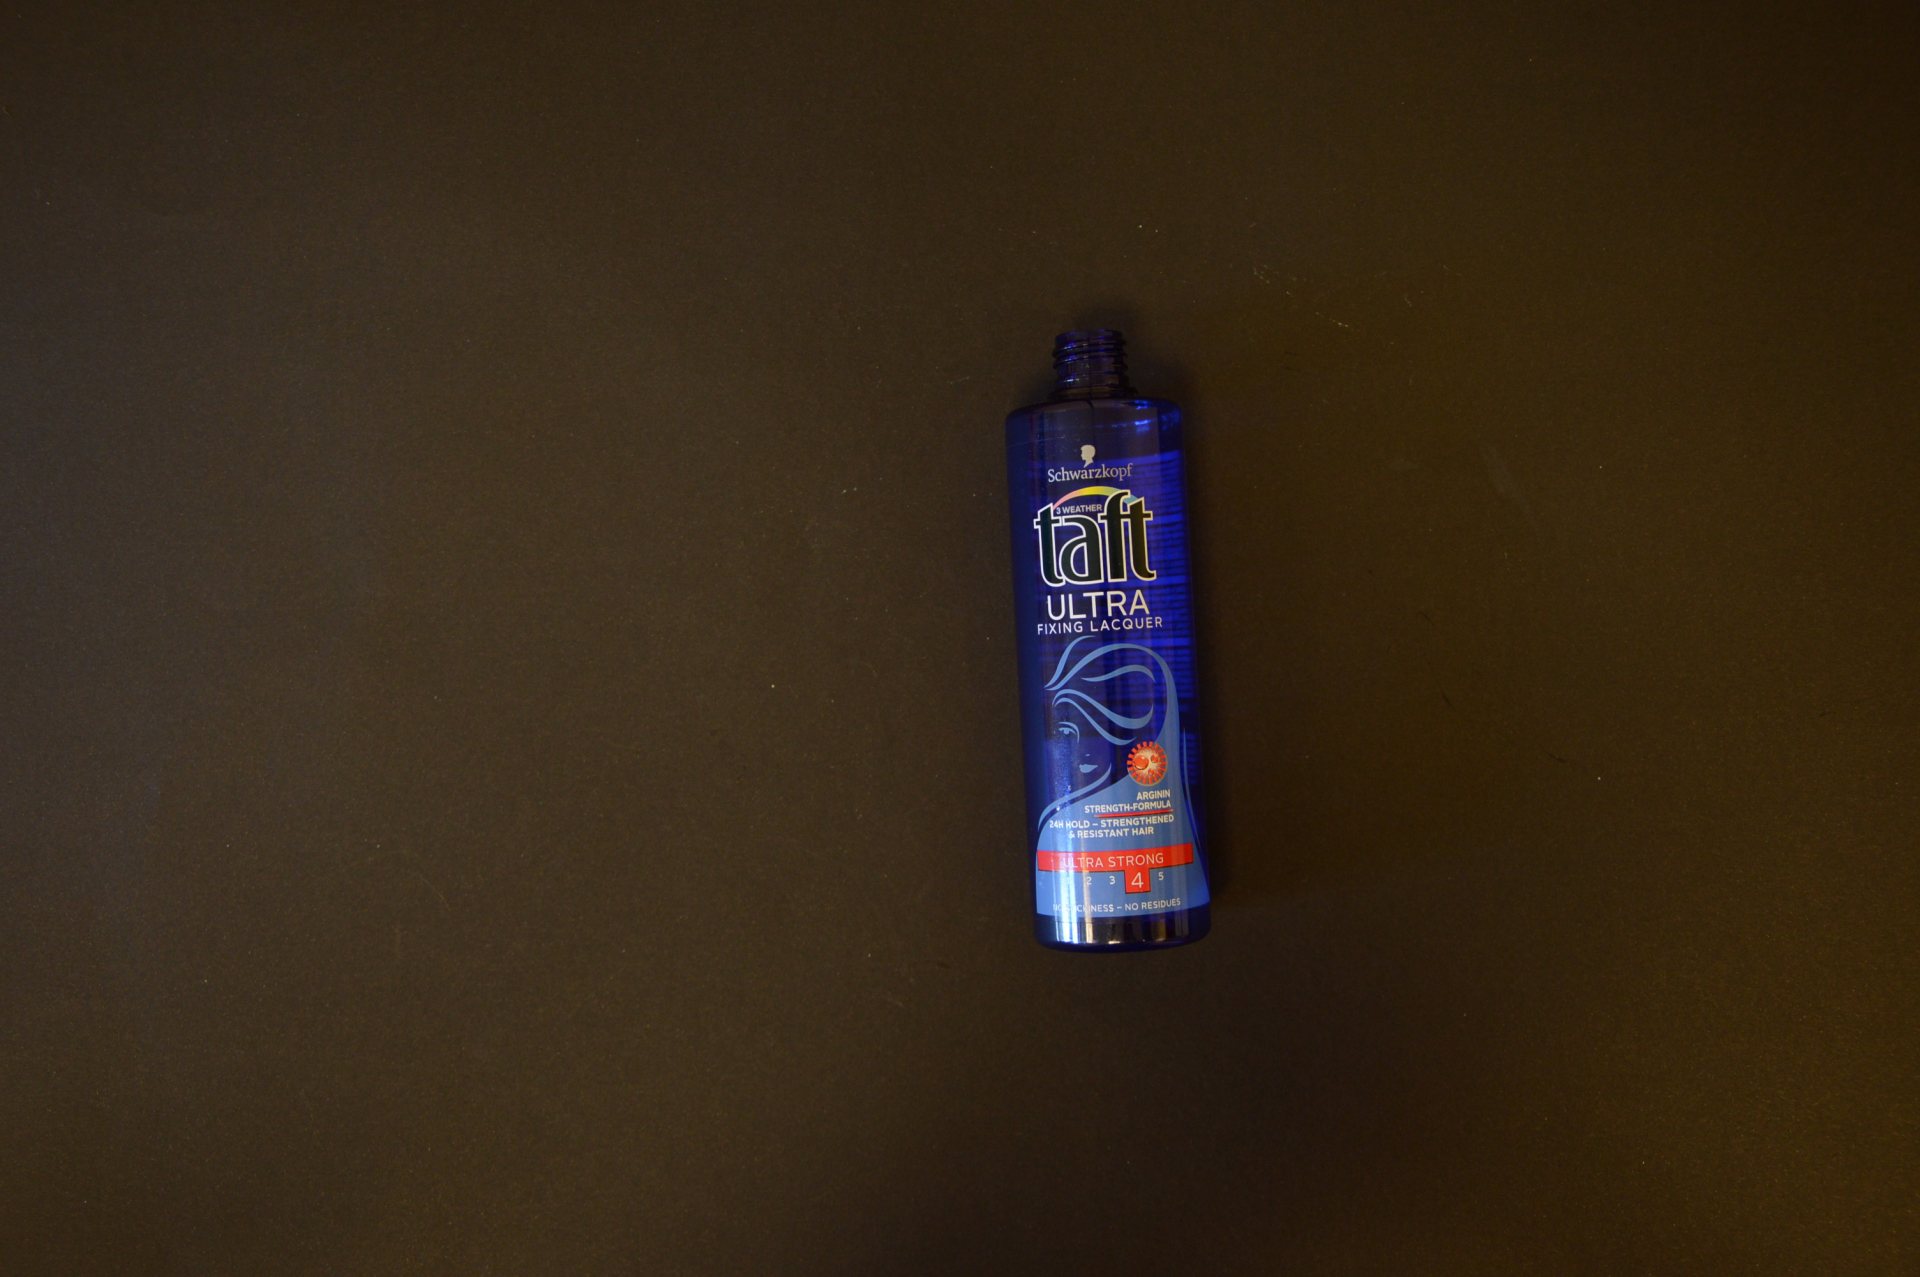 Schwarzkopf
3 WEATHER
taft
ULTRA
FIXING LACQUER
ARGININ
STRENGTH-FORMULA
24H HOLD – STRENGTHENED
& RESISTANT HAIR
ULTRA STRONG
2 3 4 5
– NO RESIDUES